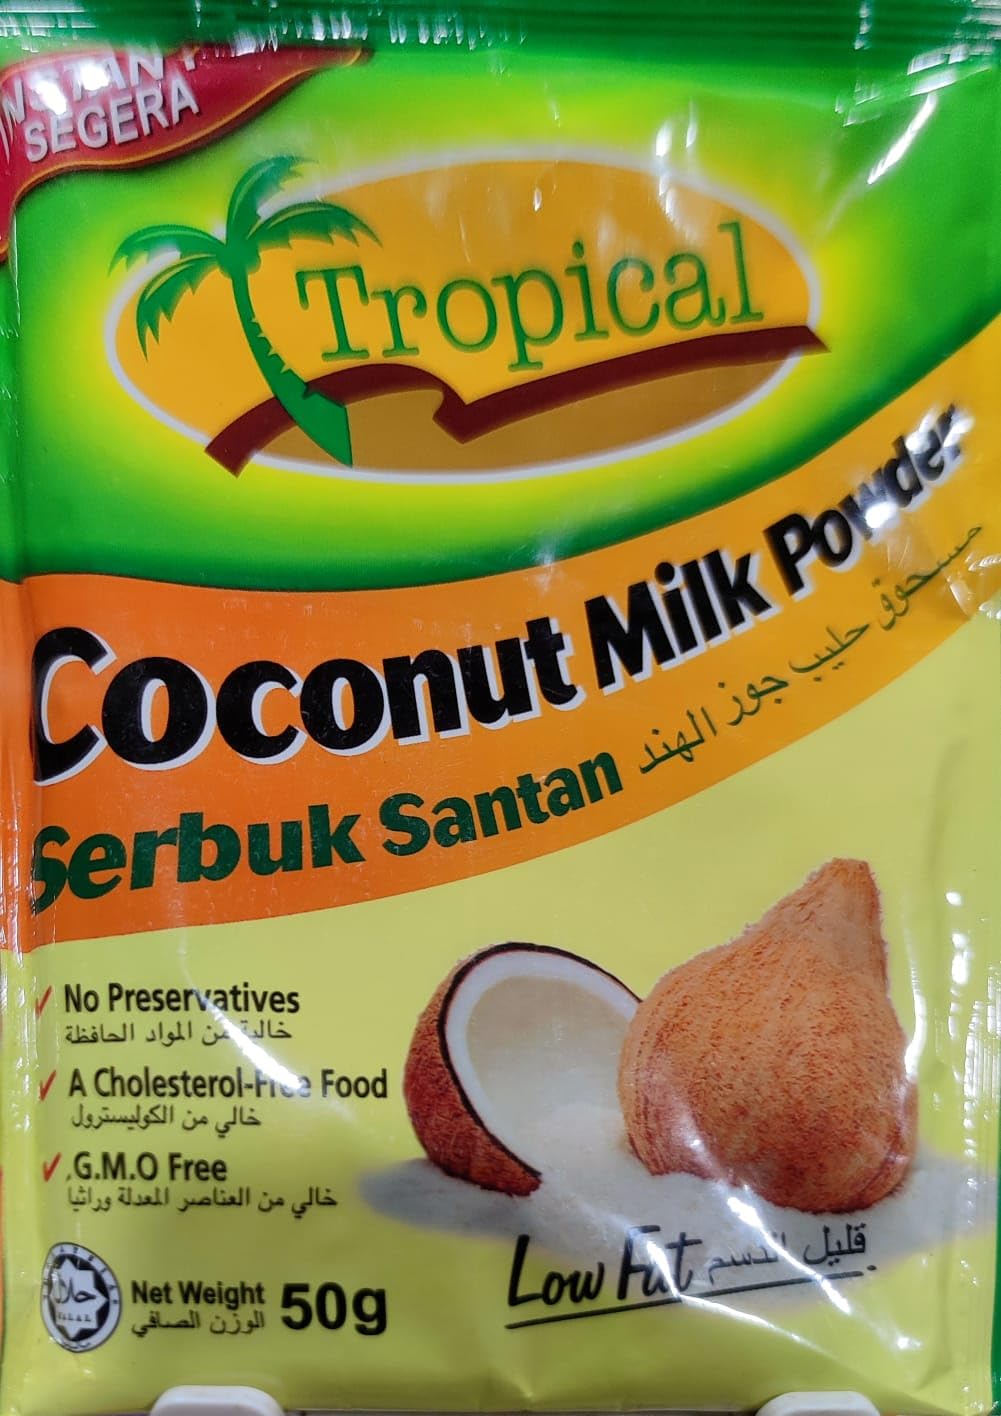 INSTANT
SEGERA
Tropical
Coconut Milk Powder
مسحوق حليب جوز الهند
Serbuk Santan
No Preservatives
خالية من المواد الحافظة
A Cholesterol-Free Food
خالي من الكوليسترول
G.M.O Free
خالي من العناصر المعدلة وراثيا
Low Fat قليل الدسم
حلال
Net Weight 50g
الوزن الصافي